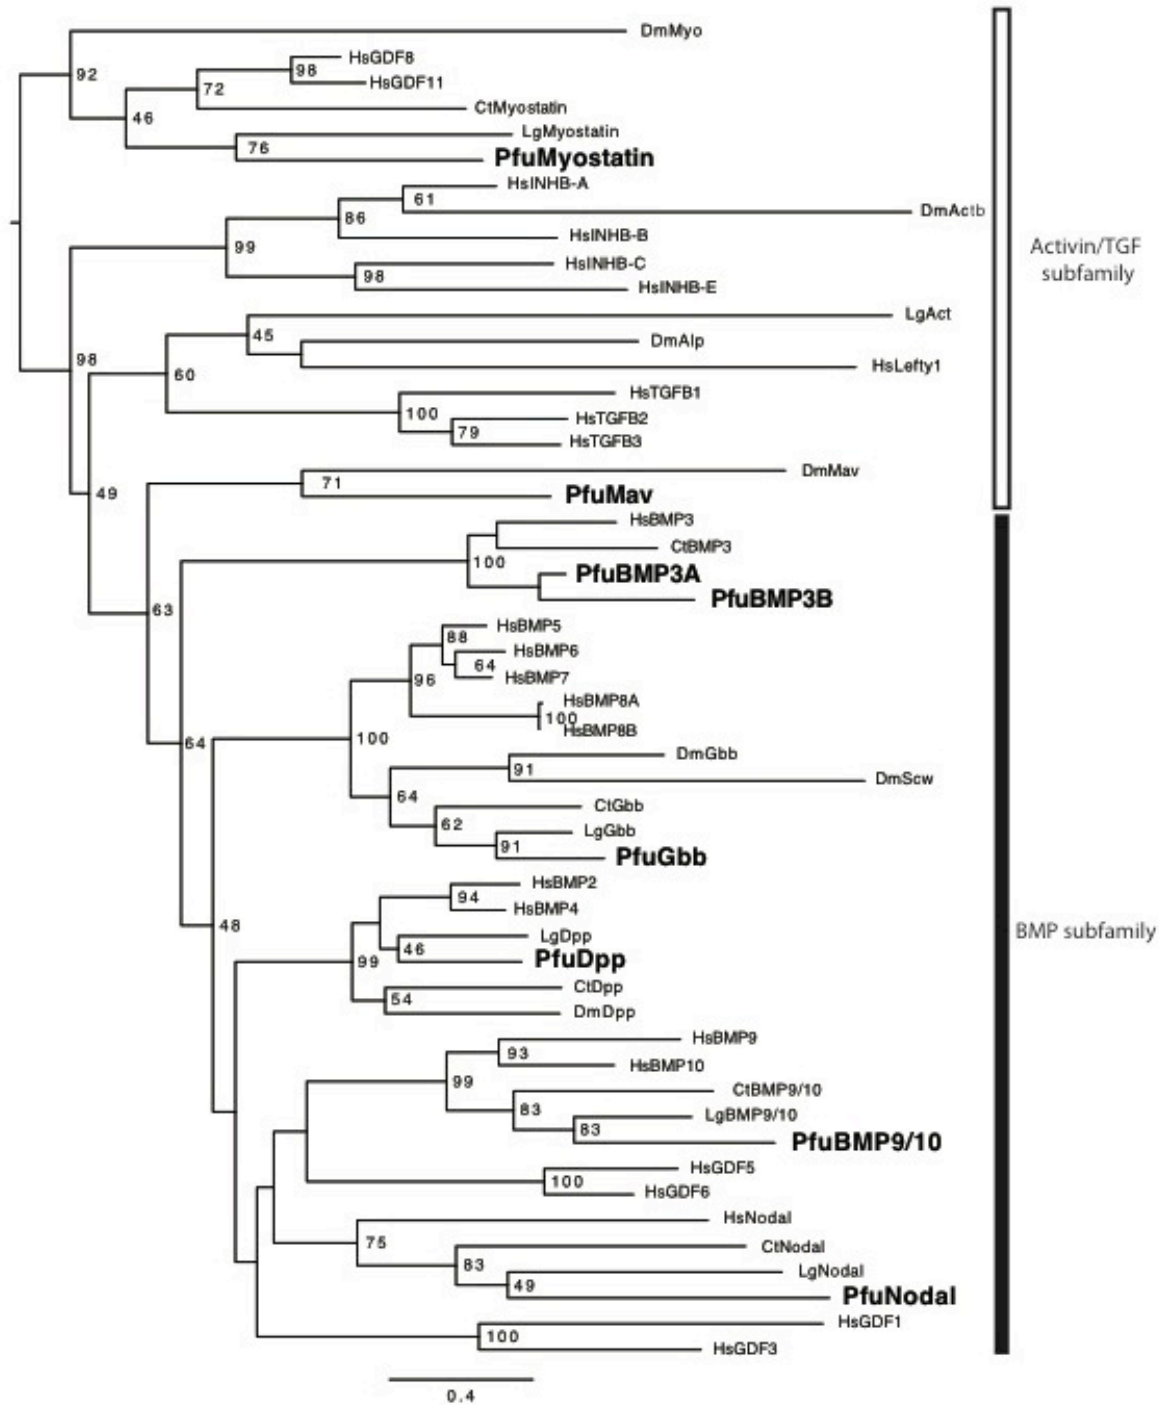 DmMyo
HsGDF8
98
HsGDF11
92
72
CtMyostatin
46
LgMyostatin
76
PfuMyostatin
HsINHB-A
61
DmActb
86
HsINHB-B
99
HsINHB-C
98
HsINHB-E
Activin/TGF
subfamily
LgAct
45
DmAlp
98
60
HsLefty1
HsTGFB1
100
HsTGFB2
79
HsTGFB3
DmMav
71
49
PfuMav
HsBMP3
CtBMP3
100
PfuBMP3A
PfuBMP3B
63
HsBMP5
88
HsBMP6
64
HsBMP7
96
HsBMP8A
100
HsBMP8B
64
100
DmGbb
91
DmScw
64
CtGbb
62
LgGbb
91
PfuGbb
HsBMP2
94
HsBMP4
48
LgDpp
46
PfuDpp
99
BMP subfamily
CtDpp
54
DmDpp
HsBMP9
93
HsBMP10
99
CtBMP9/10
83
LgBMP9/10
83
PfuBMP9/10
HsGDF5
100
HsGDF6
HsNodal
75
CtNodal
83
LgNodal
49
PfuNodal
HsGDF1
100
HsGDF3
0.4